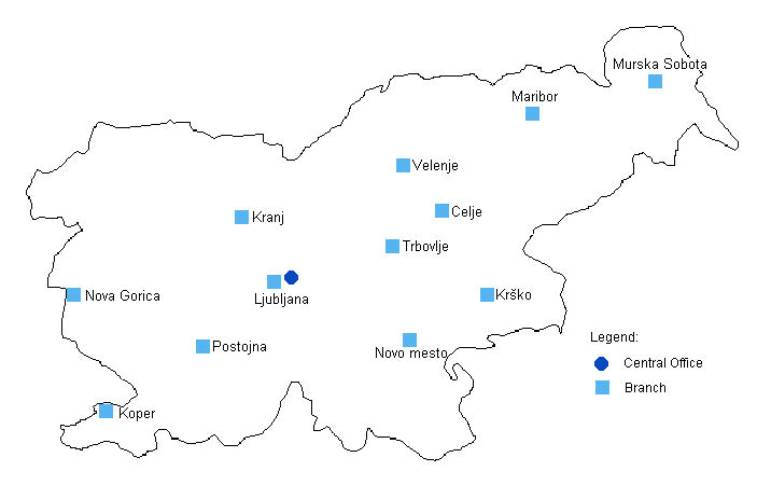 Murska Sobota
Maribor
Velenje
Celje
Kranj
Trbovlje
Ljubljana
Nova Gorica
Krško
Postojna
Novo mesto
Koper
Legend:
Central Office
Branch